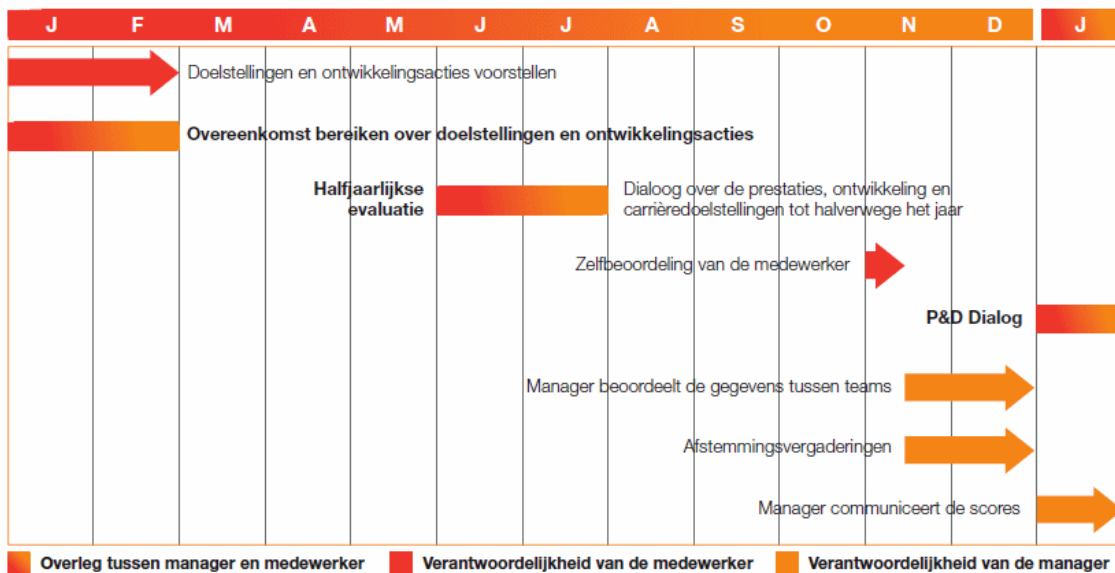 J F M A M J J A S O N D J
Doelstellingen en ontwikkelingsacties voorstellen
Overeenkomst bereiken over doelstellingen en ontwikkelingsacties
Halfjaarlijkse
evaluatie
Dialoog over de prestaties, ontwikkeling en
carrièredoelstellingen tot halverwege het jaar
Zelfbeoordeling van de medewerker
P&D Dialog
Manager beoordeelt de gegevens tussen teams
Afstemmingsvergaderingen
Manager communiceert de scores
Overleg tussen manager en medewerker Verantwoordelijkheid van de medewerker Verantwoordelijkheid van de manager